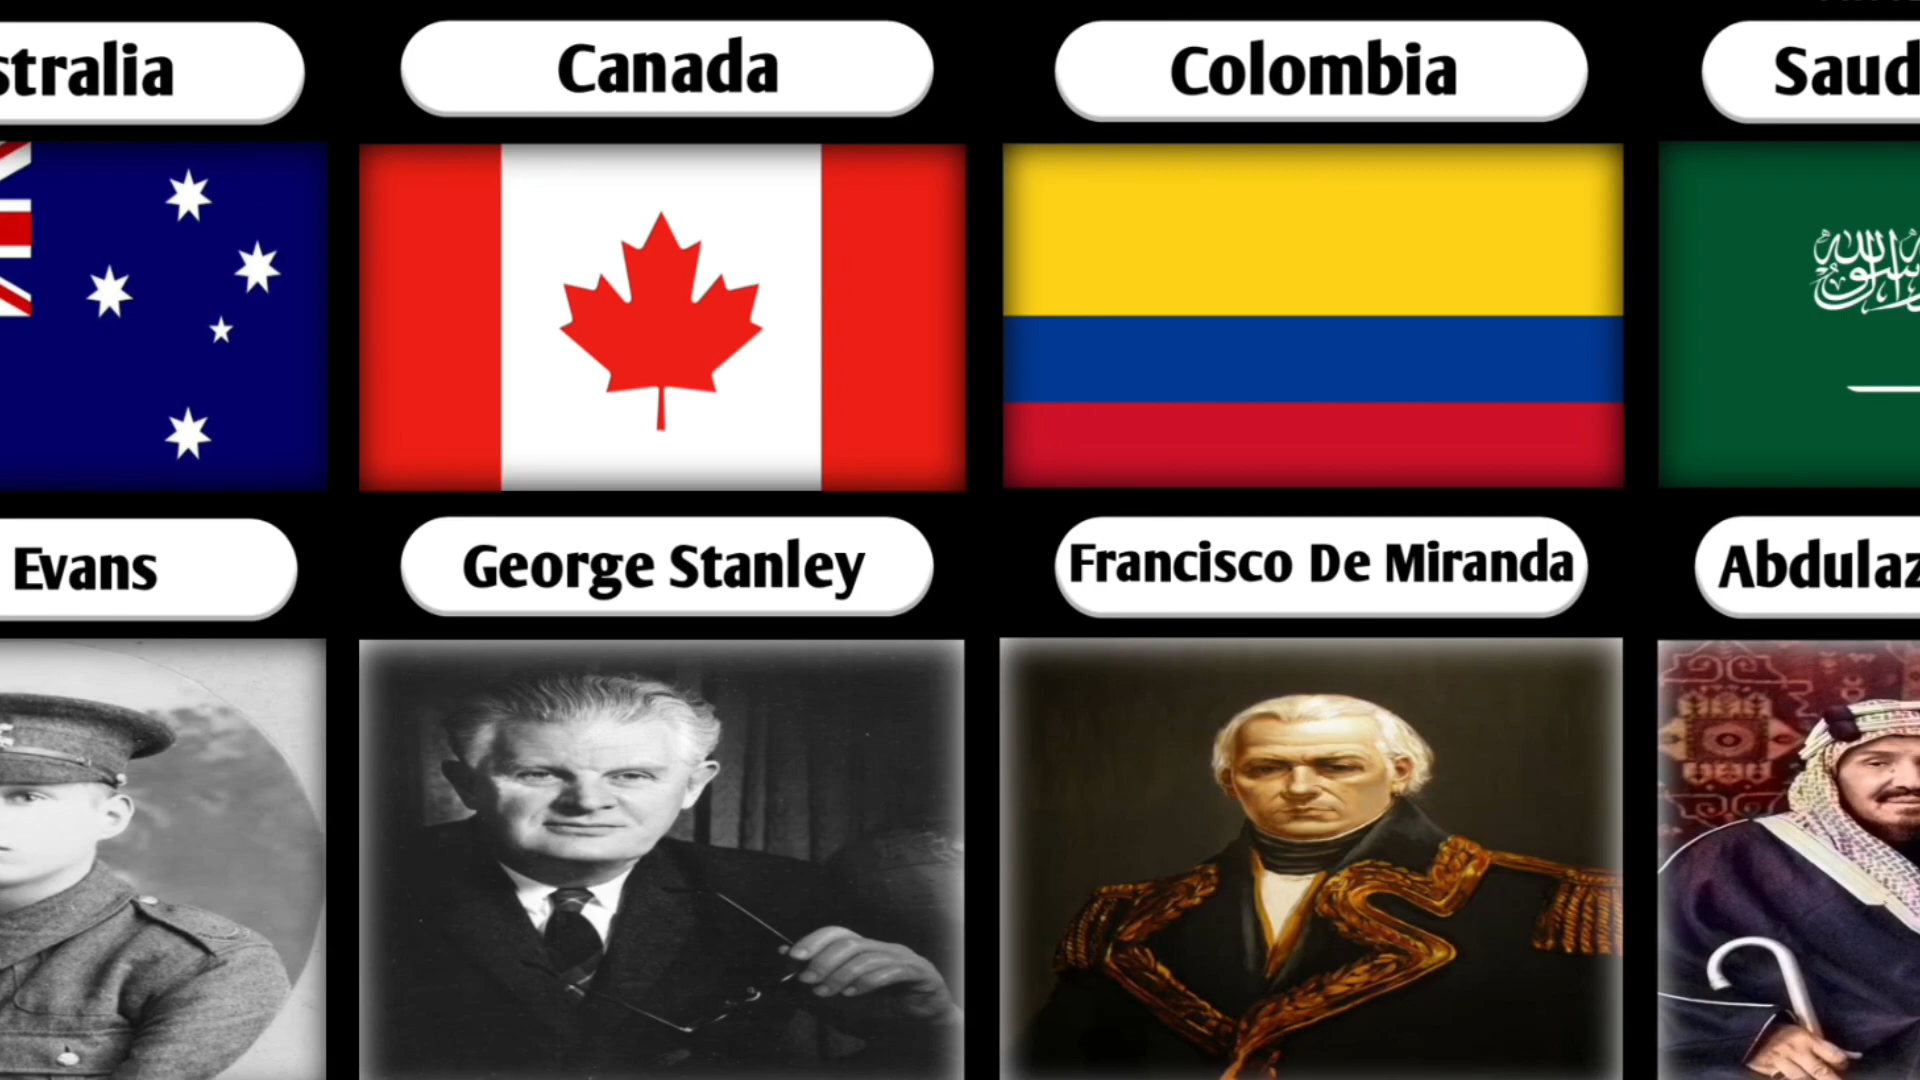 stralia
Canada
Colombia
Saud
Evans
George Stanley
Francisco De Miranda
Abdulaz